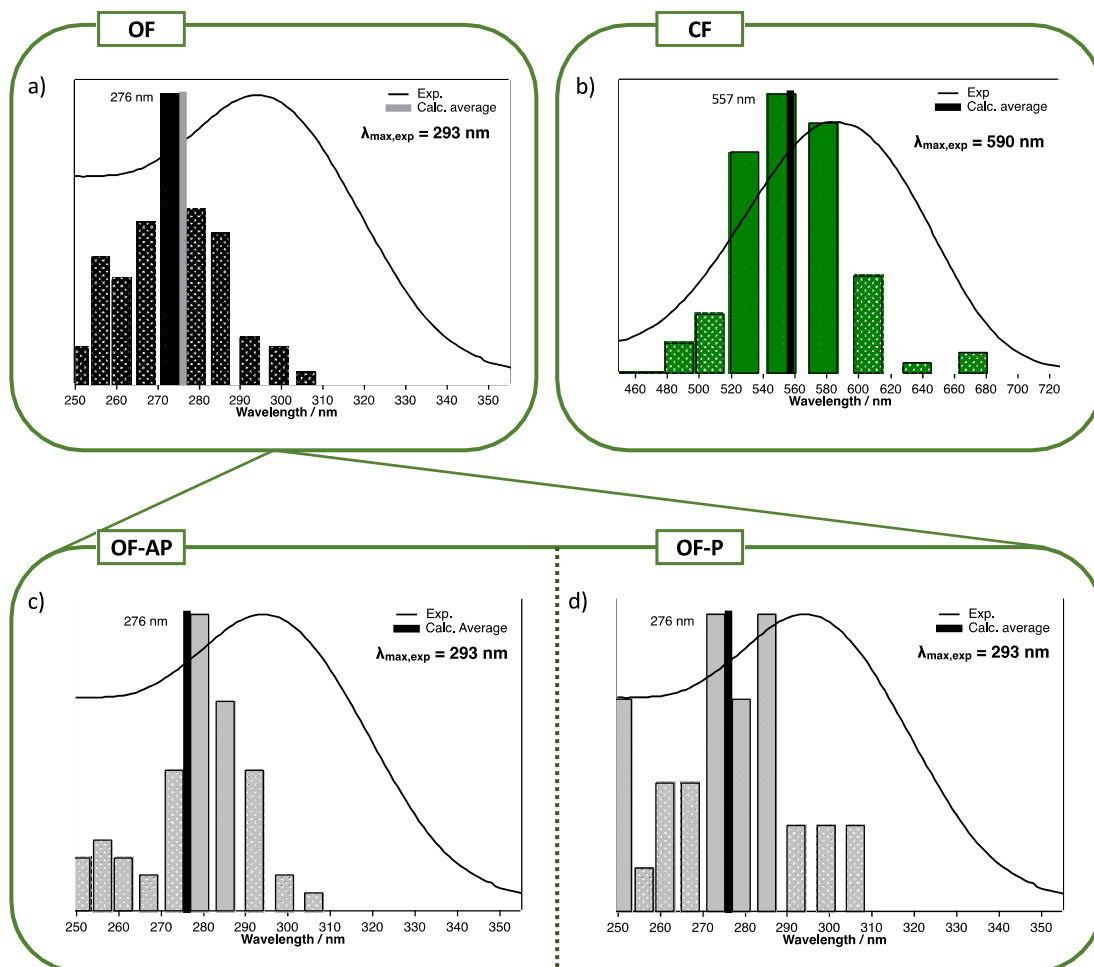 OF
CF
a)
276 nm
Exp.
Calc. average
λmax,exp = 293 nm
250 260 270 280 290 300 310 320 330 340 350
Wavelength / nm
b)
557 nm
Exp
Calc. average
λmax,exp = 590 nm
460 480 500 520 540 560 580 600 620 640 660 680 700 720
Wavelength / nm
OF-AP
OF-P
c)
276 nm
Exp.
Calc. Average
λmax,exp = 293 nm
250 260 270 280 290 300 310 320 330 340 350
Wavelength / nm
d)
276 nm
Exp.
Calc. average
λmax,exp = 293 nm
250 260 270 280 290 300 310 320 330 340 350
Wavelength / nm